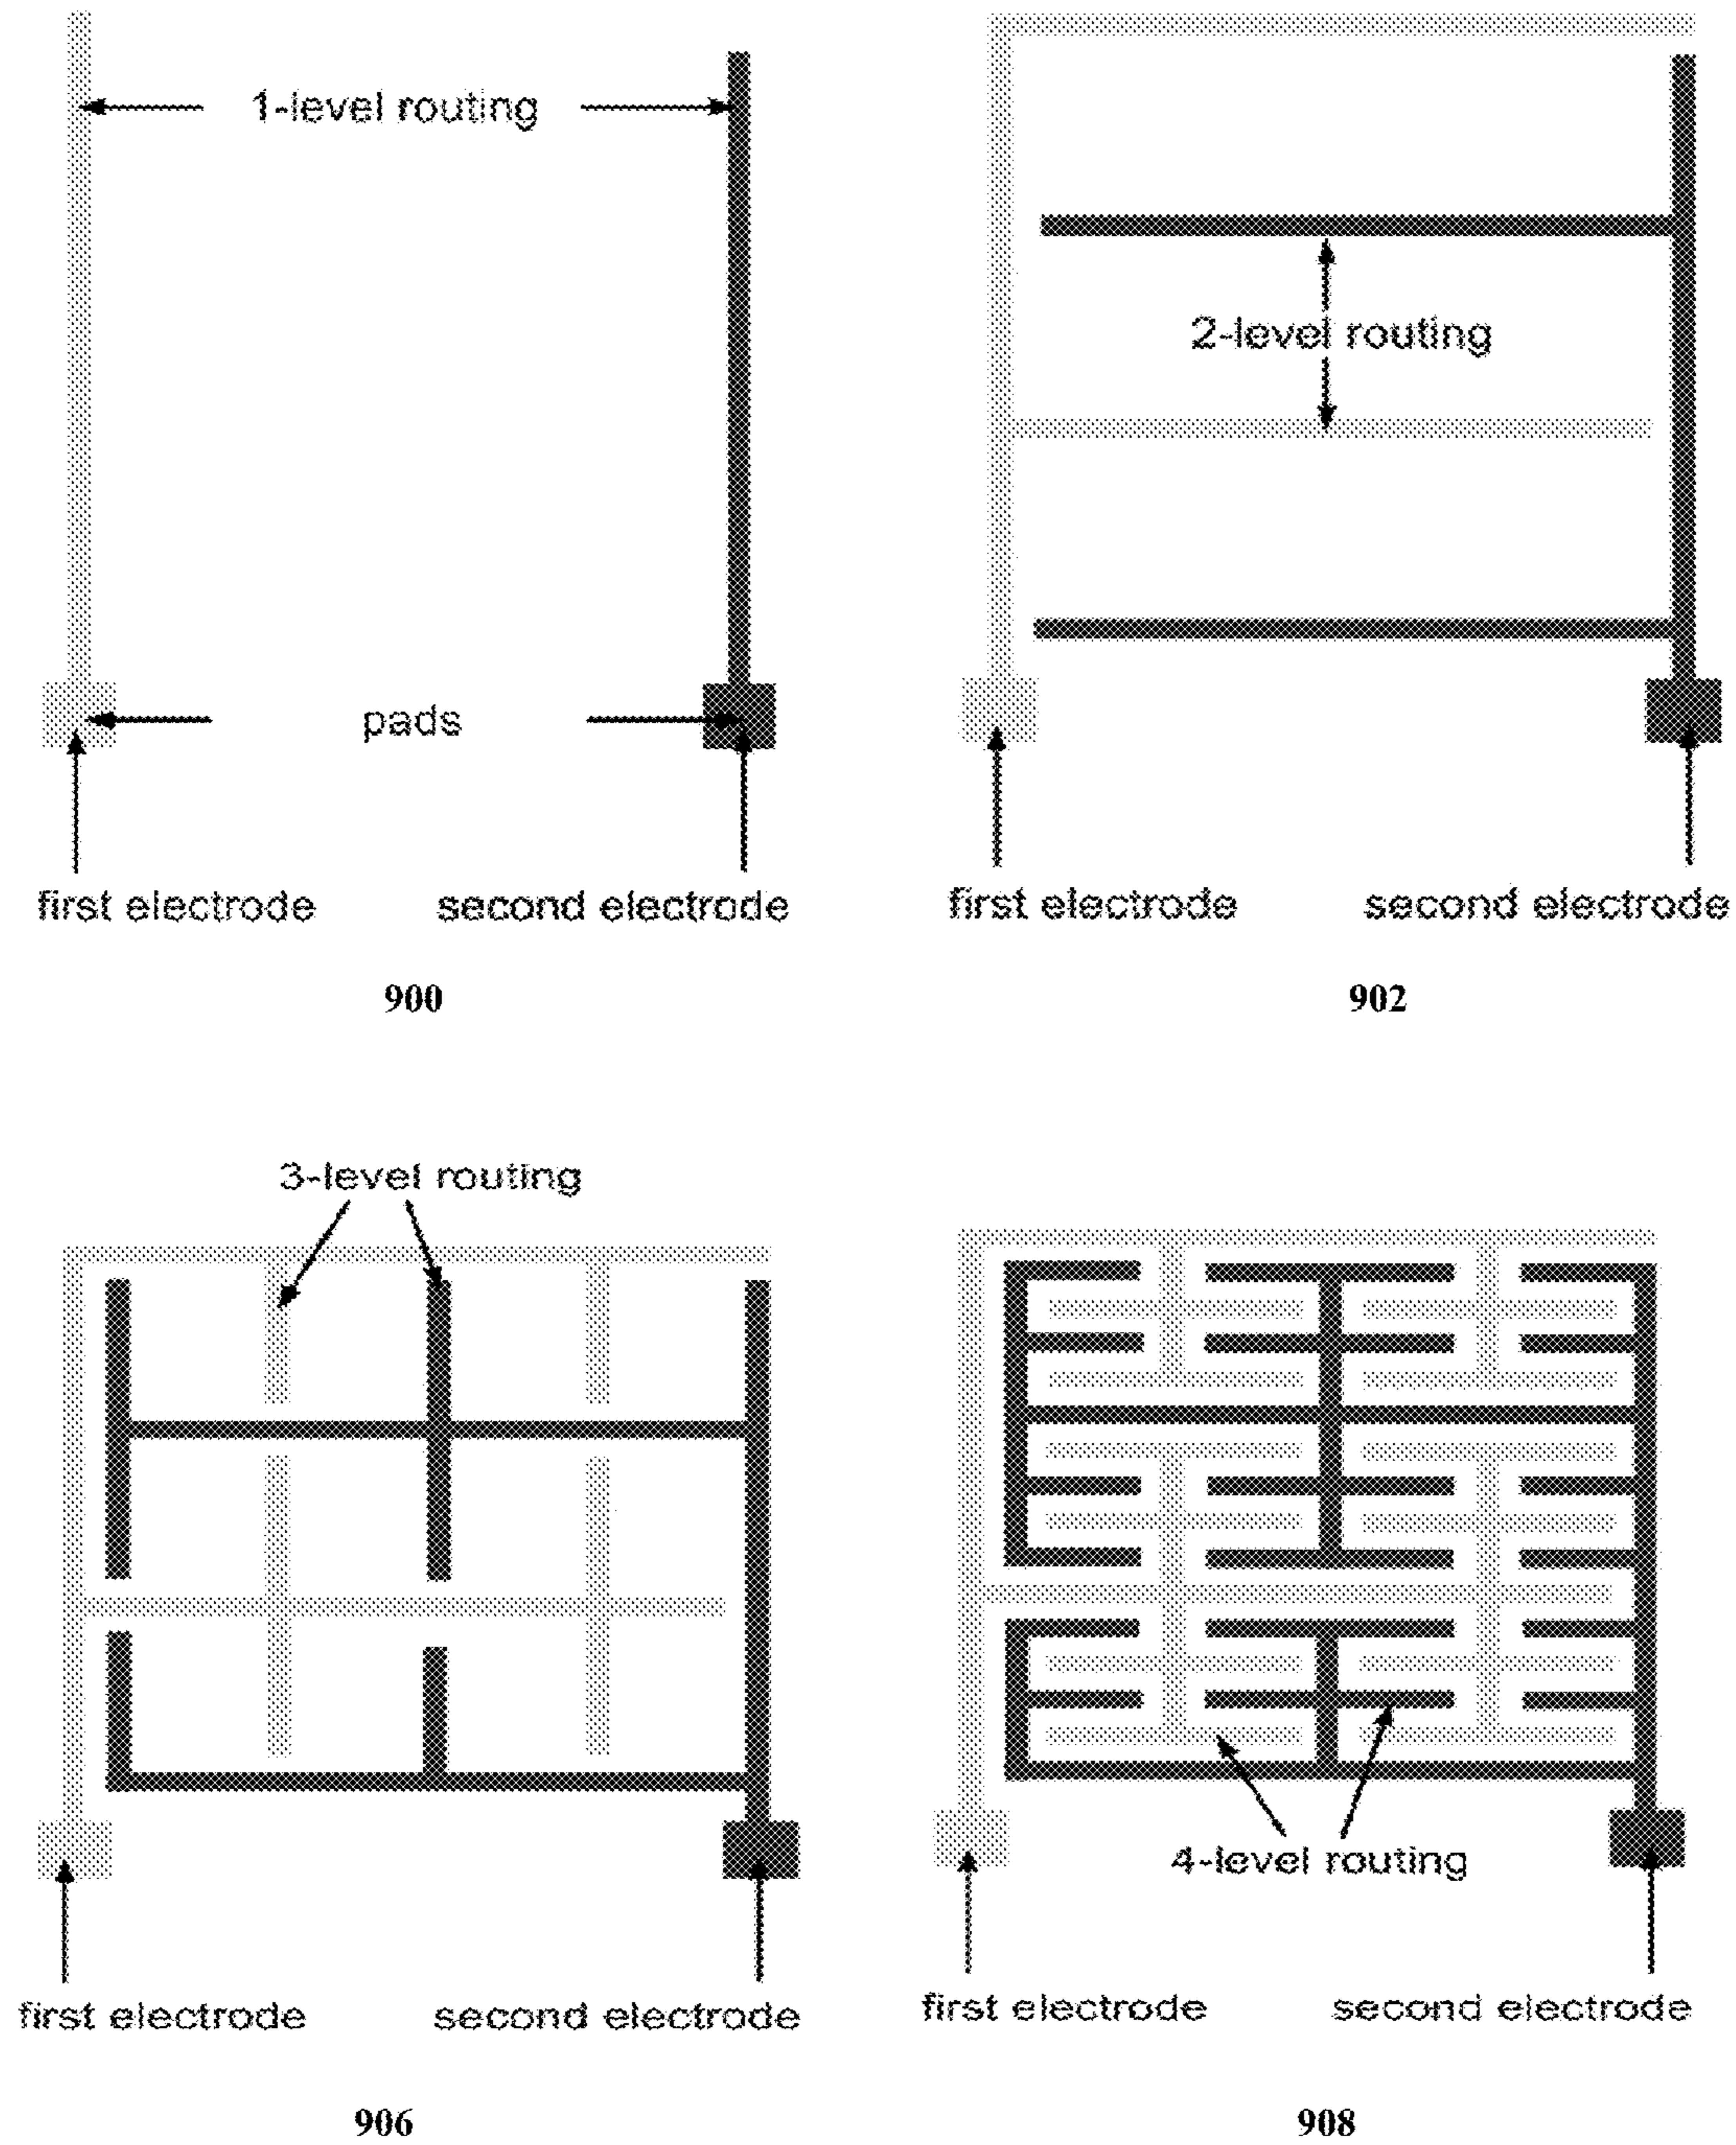 1-level routing
2-level routing
pads
first electrode
second electrode
first electrode
second electrode
900
902
3-level routing
4-level routing
first electrode
second electrode
first electrode
second electrode
906
908